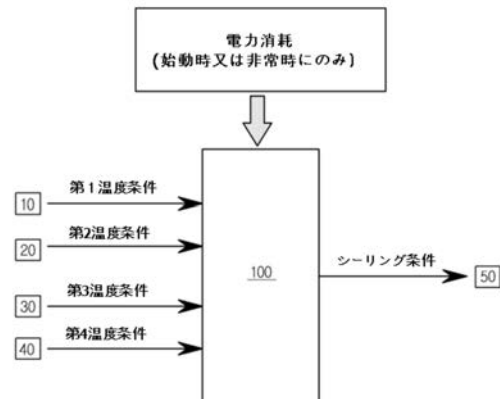 電力消耗
(始動時又は非常時にのみ)
第1温度条件
10
第2温度条件
20
第3温度条件
30
第4温度条件
40
100
シーリング条件
50